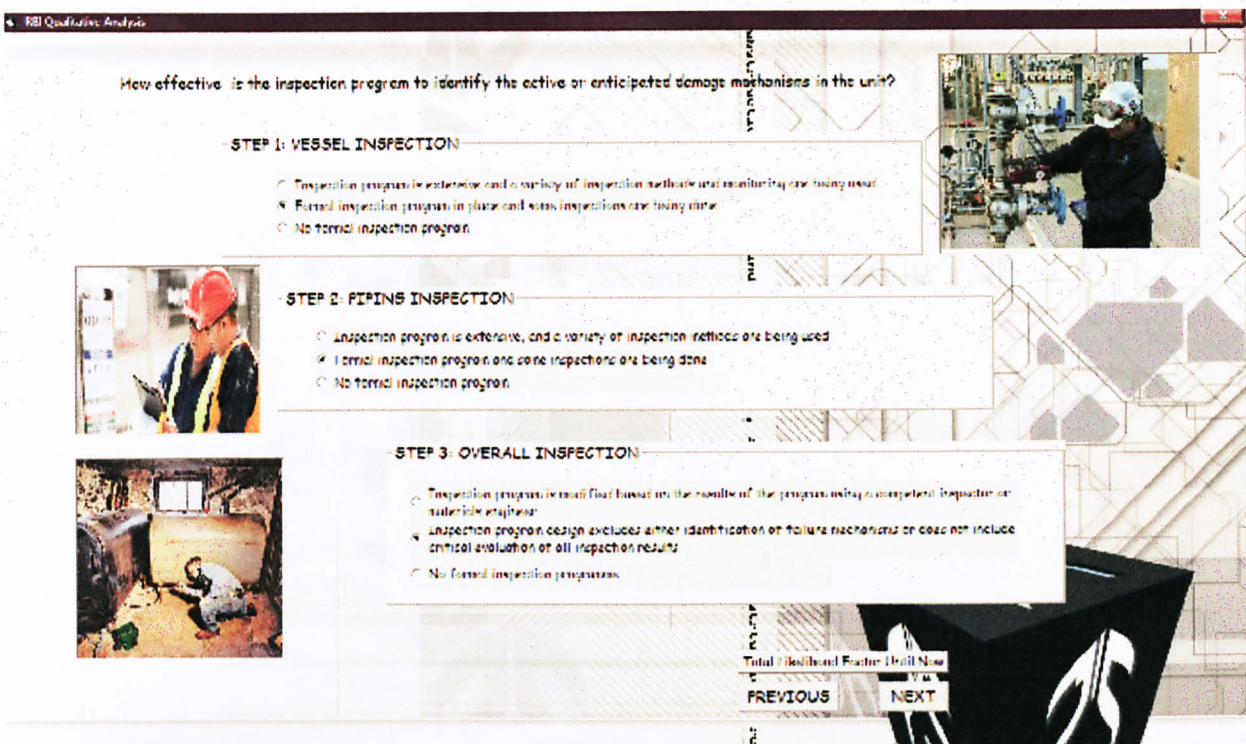 RBI Qualitative Analysis
How effective is the inspection program to identify the active or anticipated damage mechanisms in the unit?
STEP 1: VESSEL INSPECTION
Inspection program is extensive and a variety of inspection methods and monitoring are being used
Formal inspection program in place and some inspections are being done
No formal inspection program
STEP 2: PIPING INSPECTION
Inspection program is extensive, and a variety of inspection methods are being used
Formal inspection program and some inspections are being done
No formal inspection program
STEP 3: OVERALL INSPECTION
Inspection program is modified based on the results of the program using a competent inspector or
materials engineer
Inspection program design excludes either identification of failure mechanisms or does not include
critical evaluation of all inspection results
No formal inspection programme
Total Likelihood Factor Until Now
PREVIOUS
NEXT